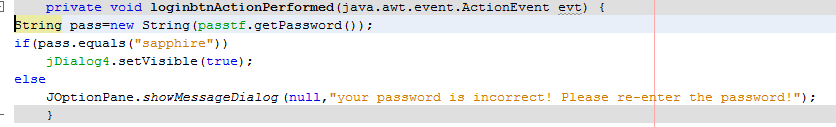 private void loginbtnActionPerformed(java.awt.event.ActionEvent evt) {
String pass=new String(passtf.getPassword());
if(pass.equals("sapphire"))
jDialog4.setVisible(true);
else
JOptionPane.showMessageDialog(null,"your password is incorrect! Please re-enter the password!");
}